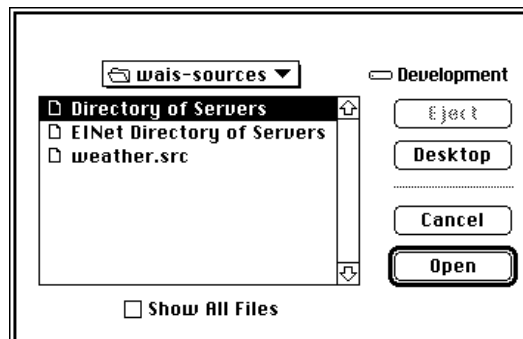 wais-sources
Development
Directory of Servers
EINet Directory of Servers
weather.src
Eject
Desktop
Cancel
Open
Show All Files